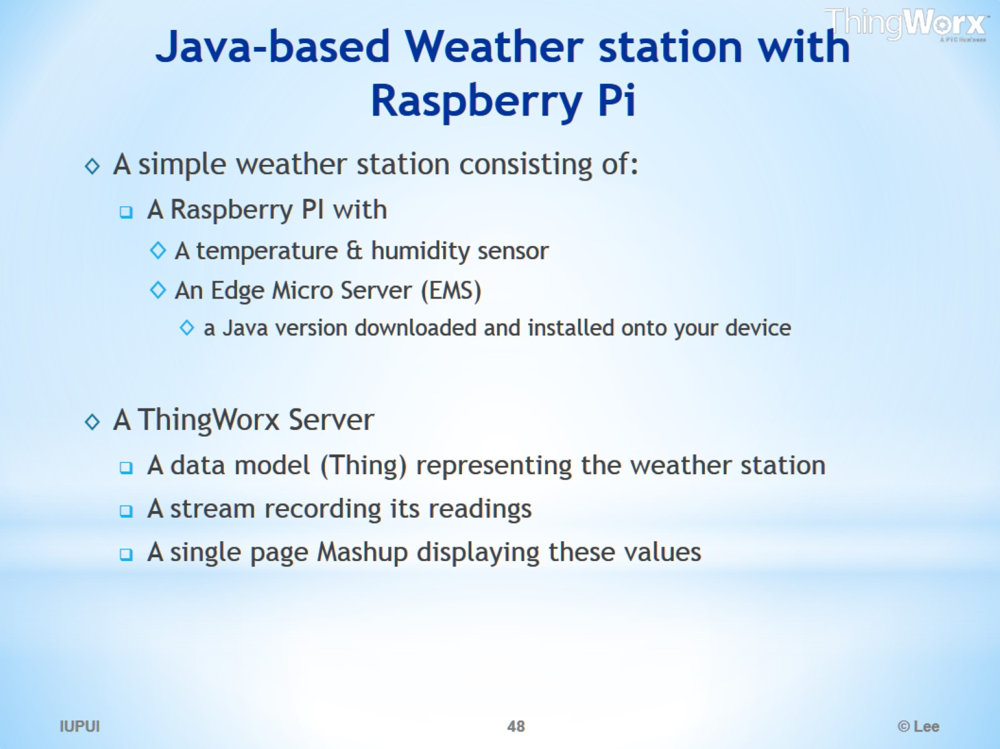 ThingWorx
A PTC Business
Java-based Weather station with
Raspberry Pi
A simple weather station consisting of:
A Raspberry PI with
A temperature & humidity sensor
An Edge Micro Server (EMS)
a Java version downloaded and installed onto your device
A ThingWorx Server
A data model (Thing) representing the weather station
A stream recording its readings
A single page Mashup displaying these values
IUPUI
48
© Lee